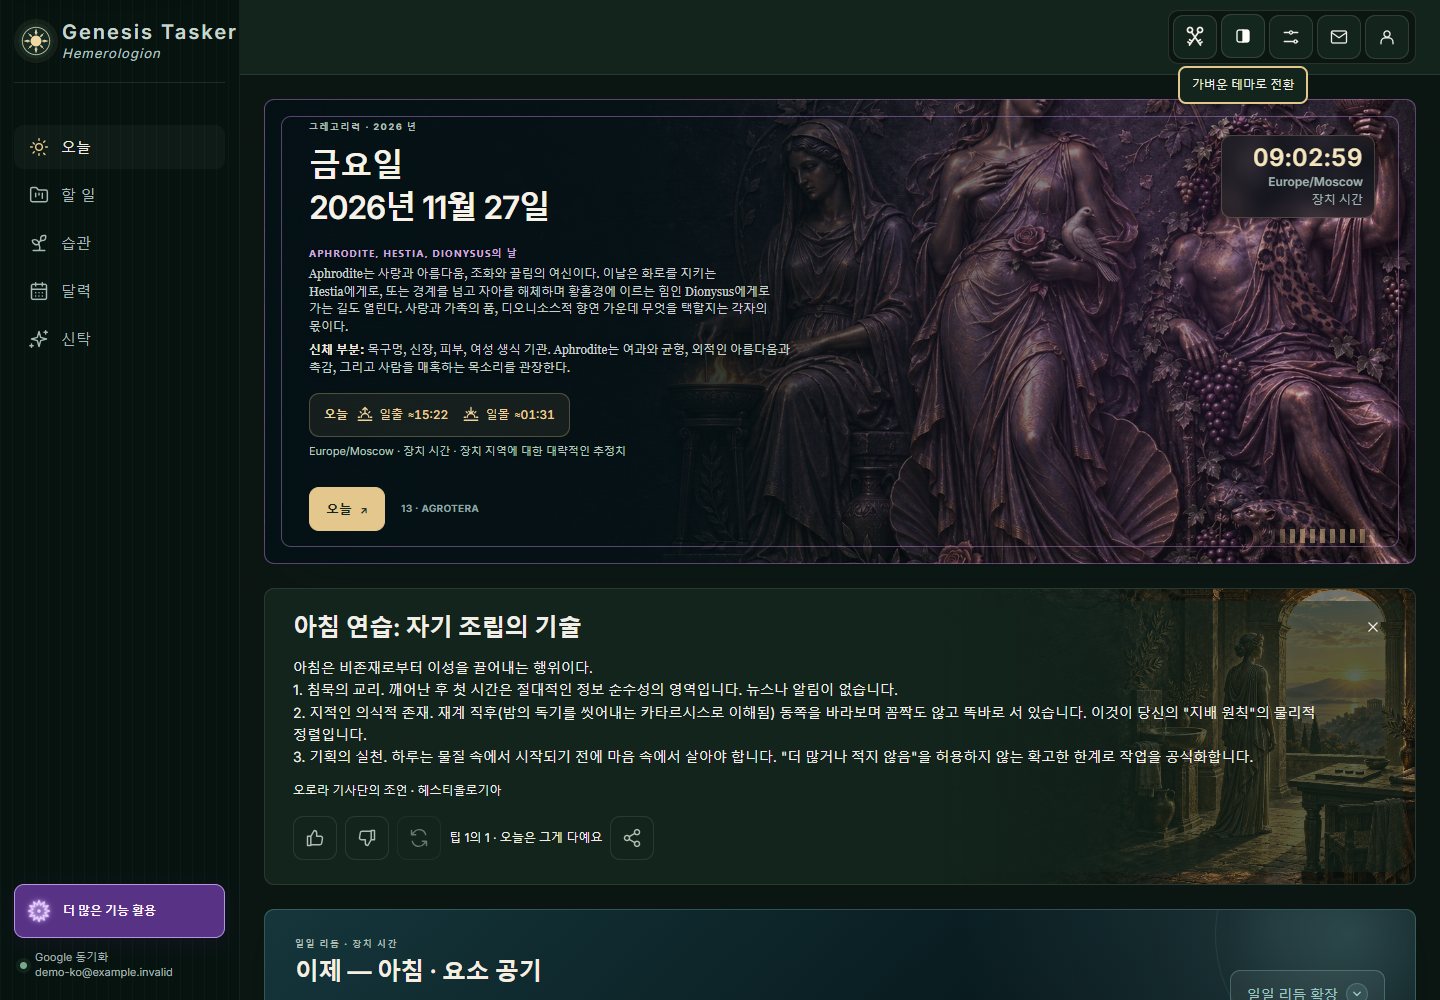 Genesis Tasker
Hemerologion
오늘
할 일
습관
달력
신탁
더 많은 기능 활용
Google 동기화
demo-ko@example.invalid
가벼운 테마로 전환
그레고리력 · 2026 년
금요일
2026년 11월 27일
09:02:59
Europe/Moscow
장치 시간
APHRODITE, HESTIA, DIONYSUS의 날
Aphrodite는 사랑과 아름다움, 조화와 끌림의 여신이다. 이날은 화로를 지키는
Hestia에게로, 또는 경계를 넘고 자아를 해체하며 황홀경에 이르는 힘인 Dionysus에게로
가는 길도 열린다. 사랑과 가족의 품, 디오니소스적 향연 가운데 무엇을 택할지는 각자의
몫이다.
신체 부분: 목구멍, 신장, 피부, 여성 생식 기관. Aphrodite는 여과와 균형, 외적인 아름다움과
촉감, 그리고 사람을 매혹하는 목소리를 관장한다.
오늘 일출 ≈15:22 일몰 ≈01:31
Europe/Moscow · 장치 시간 · 장치 지역에 대한 대략적인 추정치
오늘 ↗
13 · AGROTERA
아침 연습: 자기 조립의 기술
아침은 비존재로부터 이성을 끌어내는 행위이다.
1. 침묵의 교리. 깨어난 후 첫 시간은 절대적인 정보 순수성의 영역입니다. 뉴스나 알림이 없습니다.
2. 지적인 의식적 존재. 재계 직후(밤의 독기를 씻어내는 카타르시스로 이해됨) 동쪽을 바라보며 꼼짝도 않고 똑바로 서 있습니다. 이것이 당신의 "지배 원칙"의 물리적
정렬입니다.
3. 기획의 실천. 하루는 물질 속에서 시작되기 전에 마음 속에서 살아야 합니다. "더 많거나 적지 않음"을 허용하지 않는 확고한 한계로 작업을 공식화합니다.
오로라 기사단의 조언 · 헤스티올로기아
팁 1의 1 · 오늘은 그게 다예요
일일 리듬 · 장치 시간
이제 — 아침 · 요소 공기
일일 리듬 확장